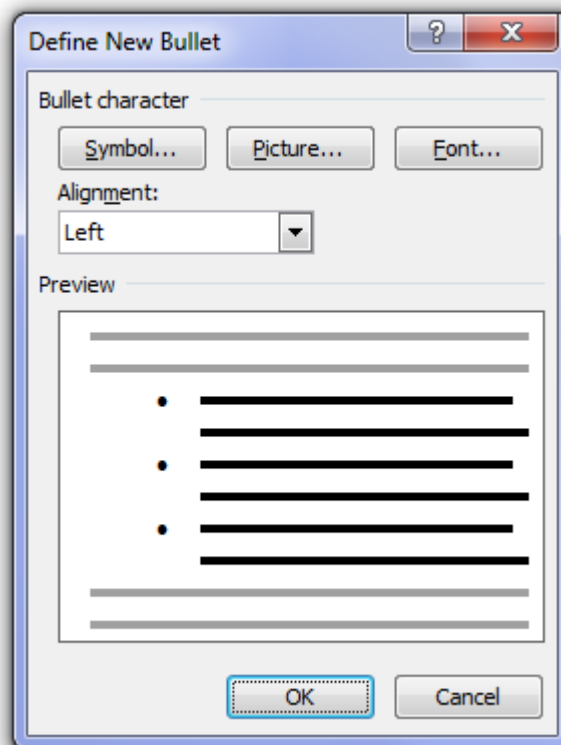 Define New Bullet
Bullet character
Symbol... Picture... Font...
Alignment:
Left
Preview
OK Cancel